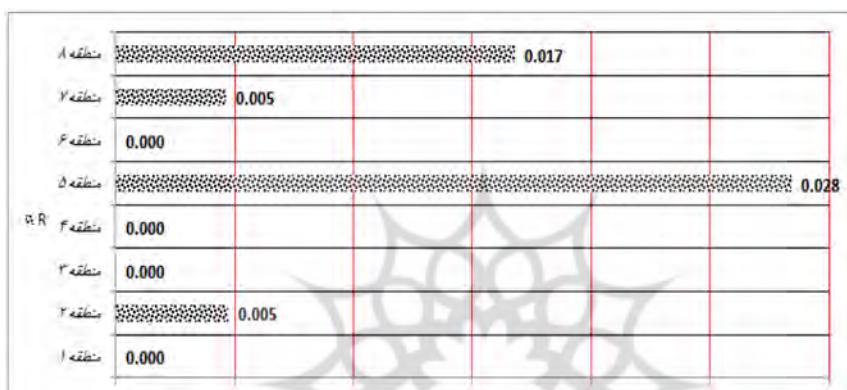 منطقه ۸ 0.017
منطقه ۷ 0.005
منطقه ۶ 0.000
منطقه ۵ 0.028
منطقه ۴ 0.000
منطقه ۳ 0.000
منطقه ۲ 0.005
منطقه ۱ 0.000
R